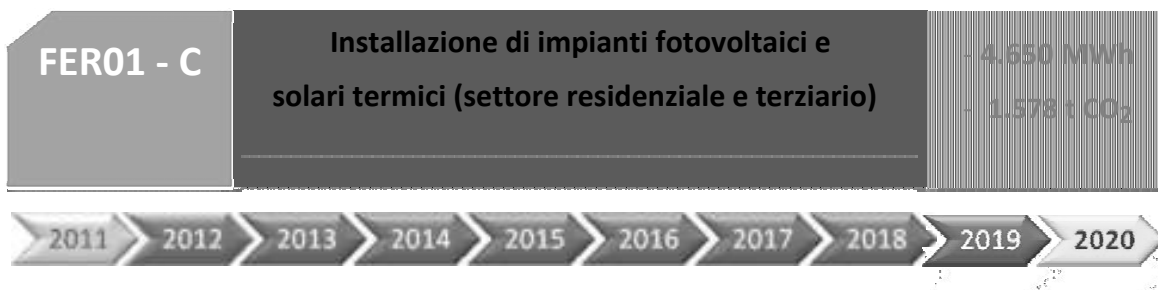 FER01 - C
Installazione di impianti fotovoltaici e
solari termici (settore residenziale e terziario)
- 4.650 MWh
- 1.578 t CO2
2011 2012 2013 2014 2015 2016 2017 2018 2019 2020